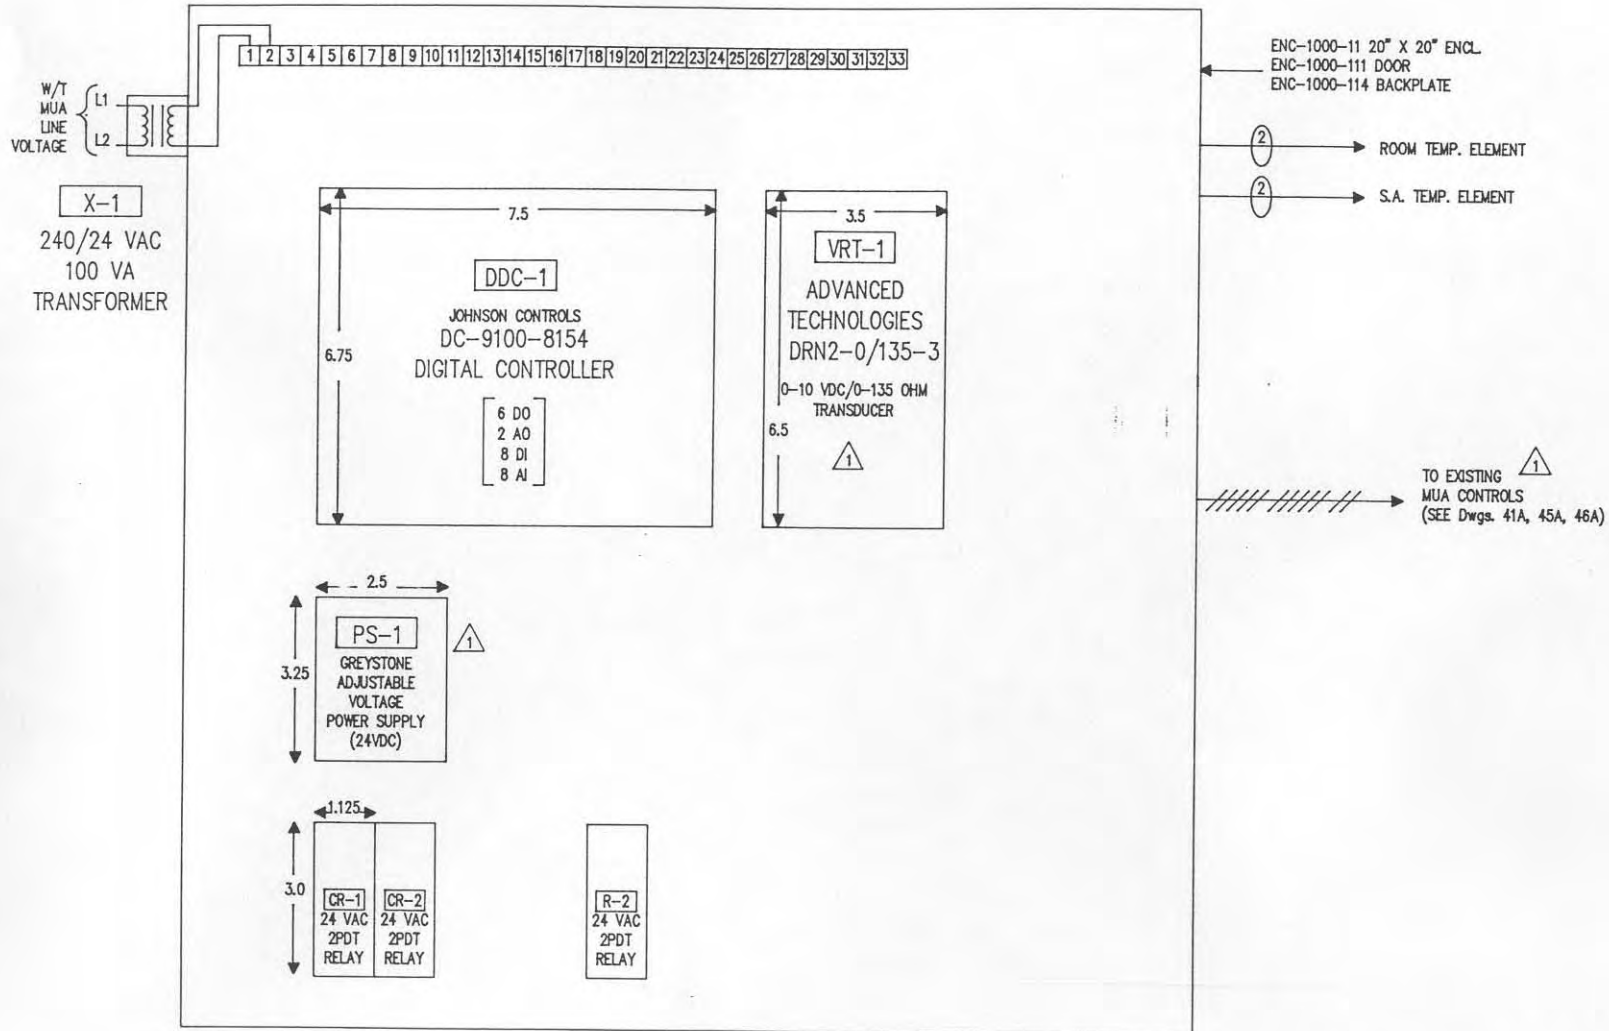 1 2 3 4 5 6 7 8 9 10 11 12 13 14 15 16 17 18 19 20 21 22 23 24 25 26 27 28 29 30 31 32 33
ENC-1000-11 20" X 20" ENCL.
ENC-1000-111 DOOR
ENC-1000-114 BACKPLATE
W/T
MUA
LINE
VOLTAGE
L1
L2
2
ROOM TEMP. ELEMENT
2
S.A. TEMP. ELEMENT
X-1
240/24 VAC
100 VA
TRANSFORMER
7.5
6.75
DDC-1
JOHNSON CONTROLS
DC-9100-8154
DIGITAL CONTROLLER
6 DO
2 AO
8 DI
8 AI
3.5
VRT-1
ADVANCED
TECHNOLOGIES
DRN2-0/135-3
0-10 VDC/0-135 OHM
TRANSDUCER
6.5
1
TO EXISTING
MUA CONTROLS
(SEE Dwgs. 41A, 45A, 46A)
1
2.5
3.25
PS-1
GREYSTONE
ADJUSTABLE
VOLTAGE
POWER SUPPLY
(24VDC)
1
1.125
3.0
CR-1
24 VAC
2PDT
RELAY
CR-2
24 VAC
2PDT
RELAY
R-2
24 VAC
2PDT
RELAY